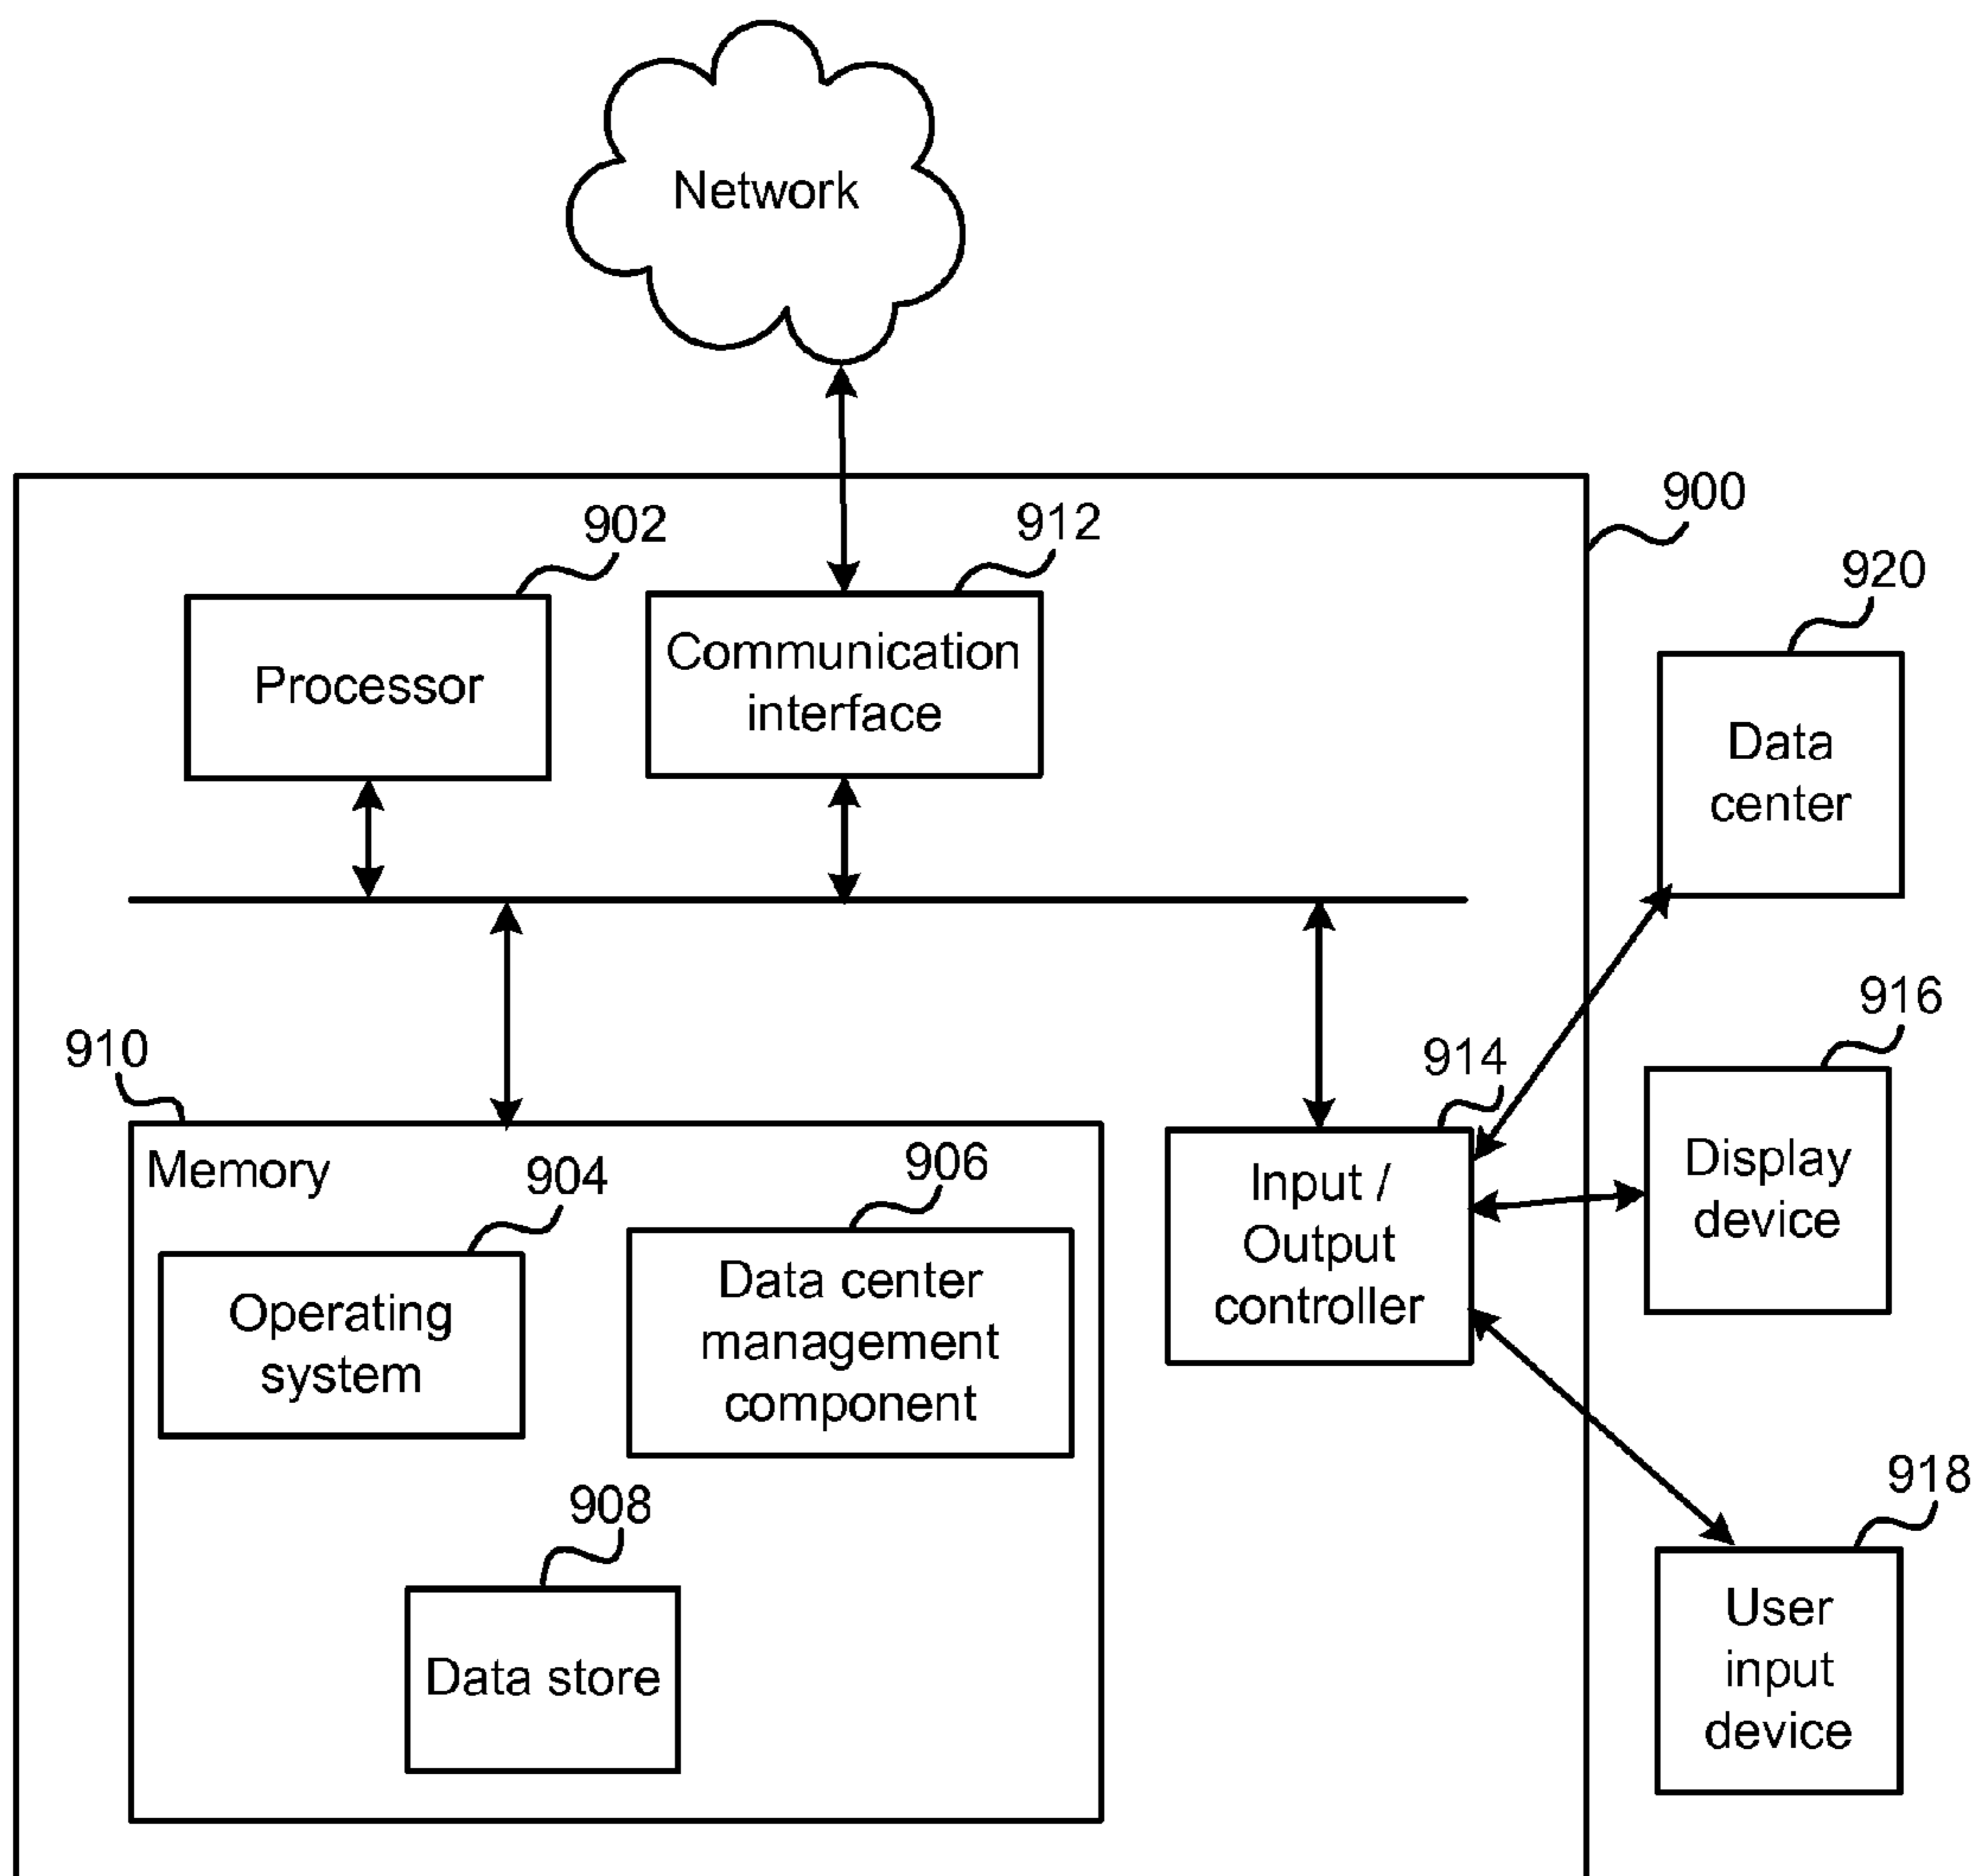 Network
900
902
912
920
Processor
Communication
interface
Data
center
916
910
914
Memory
904
906
Input /
Output
controller
Display
device
Operating
system
Data center
management
component
918
908
Data store
User
input
device